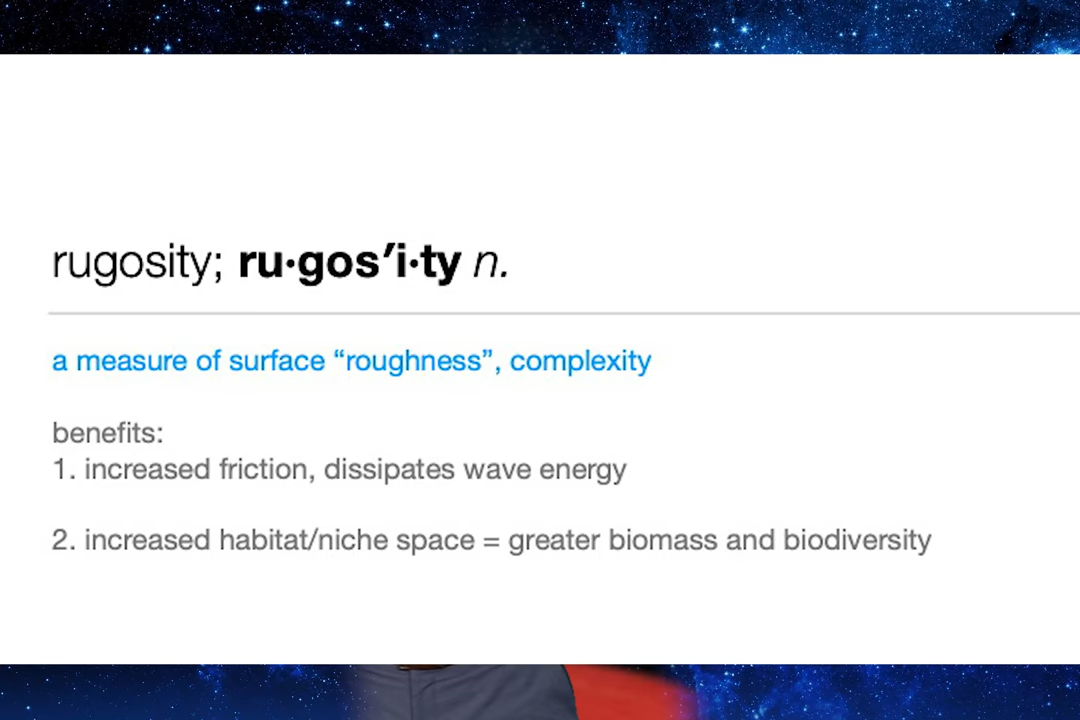 rugosity; ru·gos′i·ty n.
a measure of surface “roughness”, complexity
benefits:
1. increased friction, dissipates wave energy
2. increased habitat/niche space = greater biomass and biodiversity